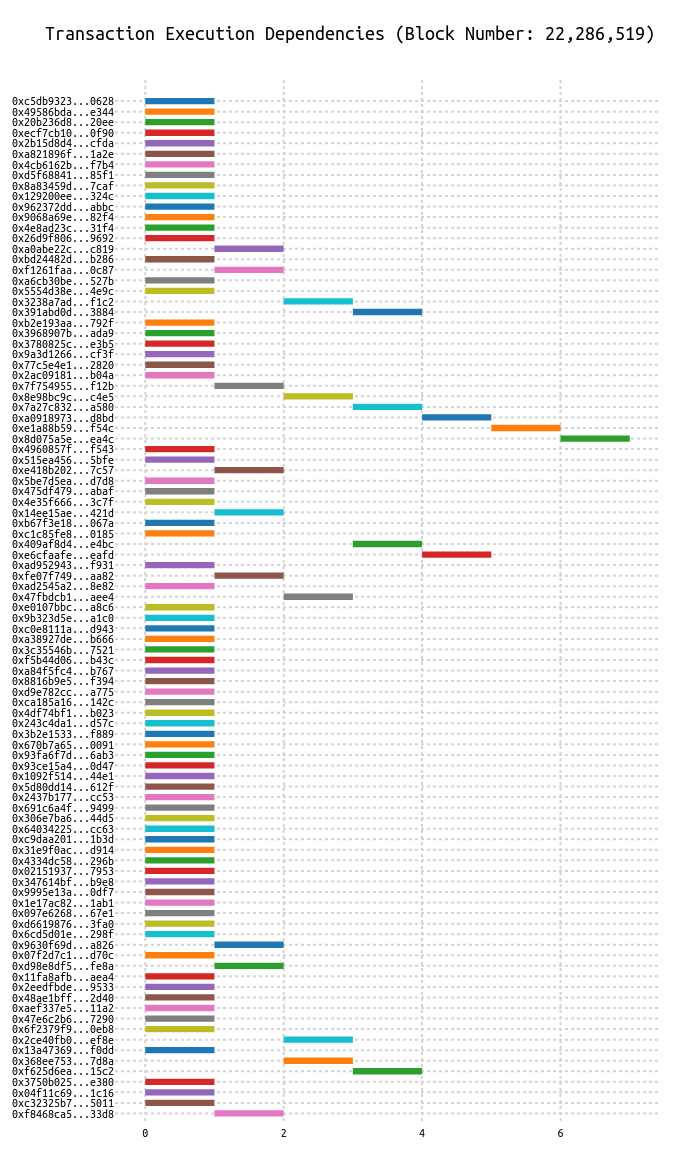 Transaction Execution Dependencies (Block Number: 22,286,519)
0xc5db9323...0628
0x49586bda...e344
0x20b236d8...20ee
0xecf7cb10...0f90
0x2b15d8d4...cfda
0xa821896f...1a2e
0x4cb6162b...f7b4
0xd5f68841...85f1
0x8a83459d...7caf
0x129200ee...324c
0x962372dd...abbc
0x9068a69e...82f4
0x4e8ad23c...31f4
0x26d9f806...9692
0xa0abe22c...c819
0xbd24482d...b286
0xf1261faa...0c87
0xa6cb30be...527b
0x5554d38e...4e9c
0x3238a7ad...f1c2
0x391abd0d...3884
0xb2e193aa...792f
0x3968907b...ada9
0x3780825c...e3b5
0x9a3d1266...cf3f
0x77c5e4e1...2820
0x2ac09181...b04a
0x7f754955...f12b
0x8e98bc9c...c4e5
0x7a27c832...a580
0xa0918973...d8bd
0xe1a88b59...f54c
0x8d075a5e...ea4c
0x4960857f...f543
0x515ea456...5bfe
0xe418b202...7c57
0x5be7d5ea...d7d8
0x475df479...abaf
0x4e35f666...3c7f
0x14ee15ae...421d
0xb67f3e18...067a
0xc1c85fe8...0185
0x409af8d4...e4bc
0xe6cfaafe...eafd
0xad952943...f931
0xfe07f749...aa82
0xad2545a2...8e82
0x47fbdcb1...aee4
0xe0107bbc...a8c6
0x9b323d5e...a1c0
0xc0e8111a...d943
0xa38927de...b666
0x3c35546b...7521
0xf5b44d06...b43c
0xa84f5fc4...b767
0x8816b9e5...f394
0xd9e782cc...a775
0xca185a16...142c
0x4df74bf1...b023
0x243c4da1...d57c
0x3b2e1533...f889
0x670b7a65...0091
0x93fa6f7d...6ab3
0x93ce15a4...0d47
0x1092f514...44e1
0x5d80dd14...612f
0x2437b177...cc53
0x691c6a4f...9499
0x306e7ba6...44d5
0x64034225...cc63
0xc9daa201...1b3d
0x31e9f0ac...d914
0x4334dc58...296b
0x02151937...7953
0x347614bf...b9e8
0x9995e13a...0df7
0x1e17ac82...1ab1
0x097e6268...67e1
0xd6619876...3fa0
0x6cd5d01e...298f
0x9630f69d...a826
0x07f2d7c1...d70c
0xd98e8df5...fe8a
0x11fa8afb...aea4
0x2eedfbde...9533
0x48ae1bff...2d40
0xaef337e5...11a2
0x47e6c2b6...7290
0x6f2379f9...0eb8
0x2ce40fb0...ef8e
0x13a47369...f0dd
0x368ee753...7d8a
0xf625d6ea...15c2
0x3750b025...e380
0x04f11c69...1c16
0xc32325b7...5011
0xf8468ca5...33d8
0 2 4 6